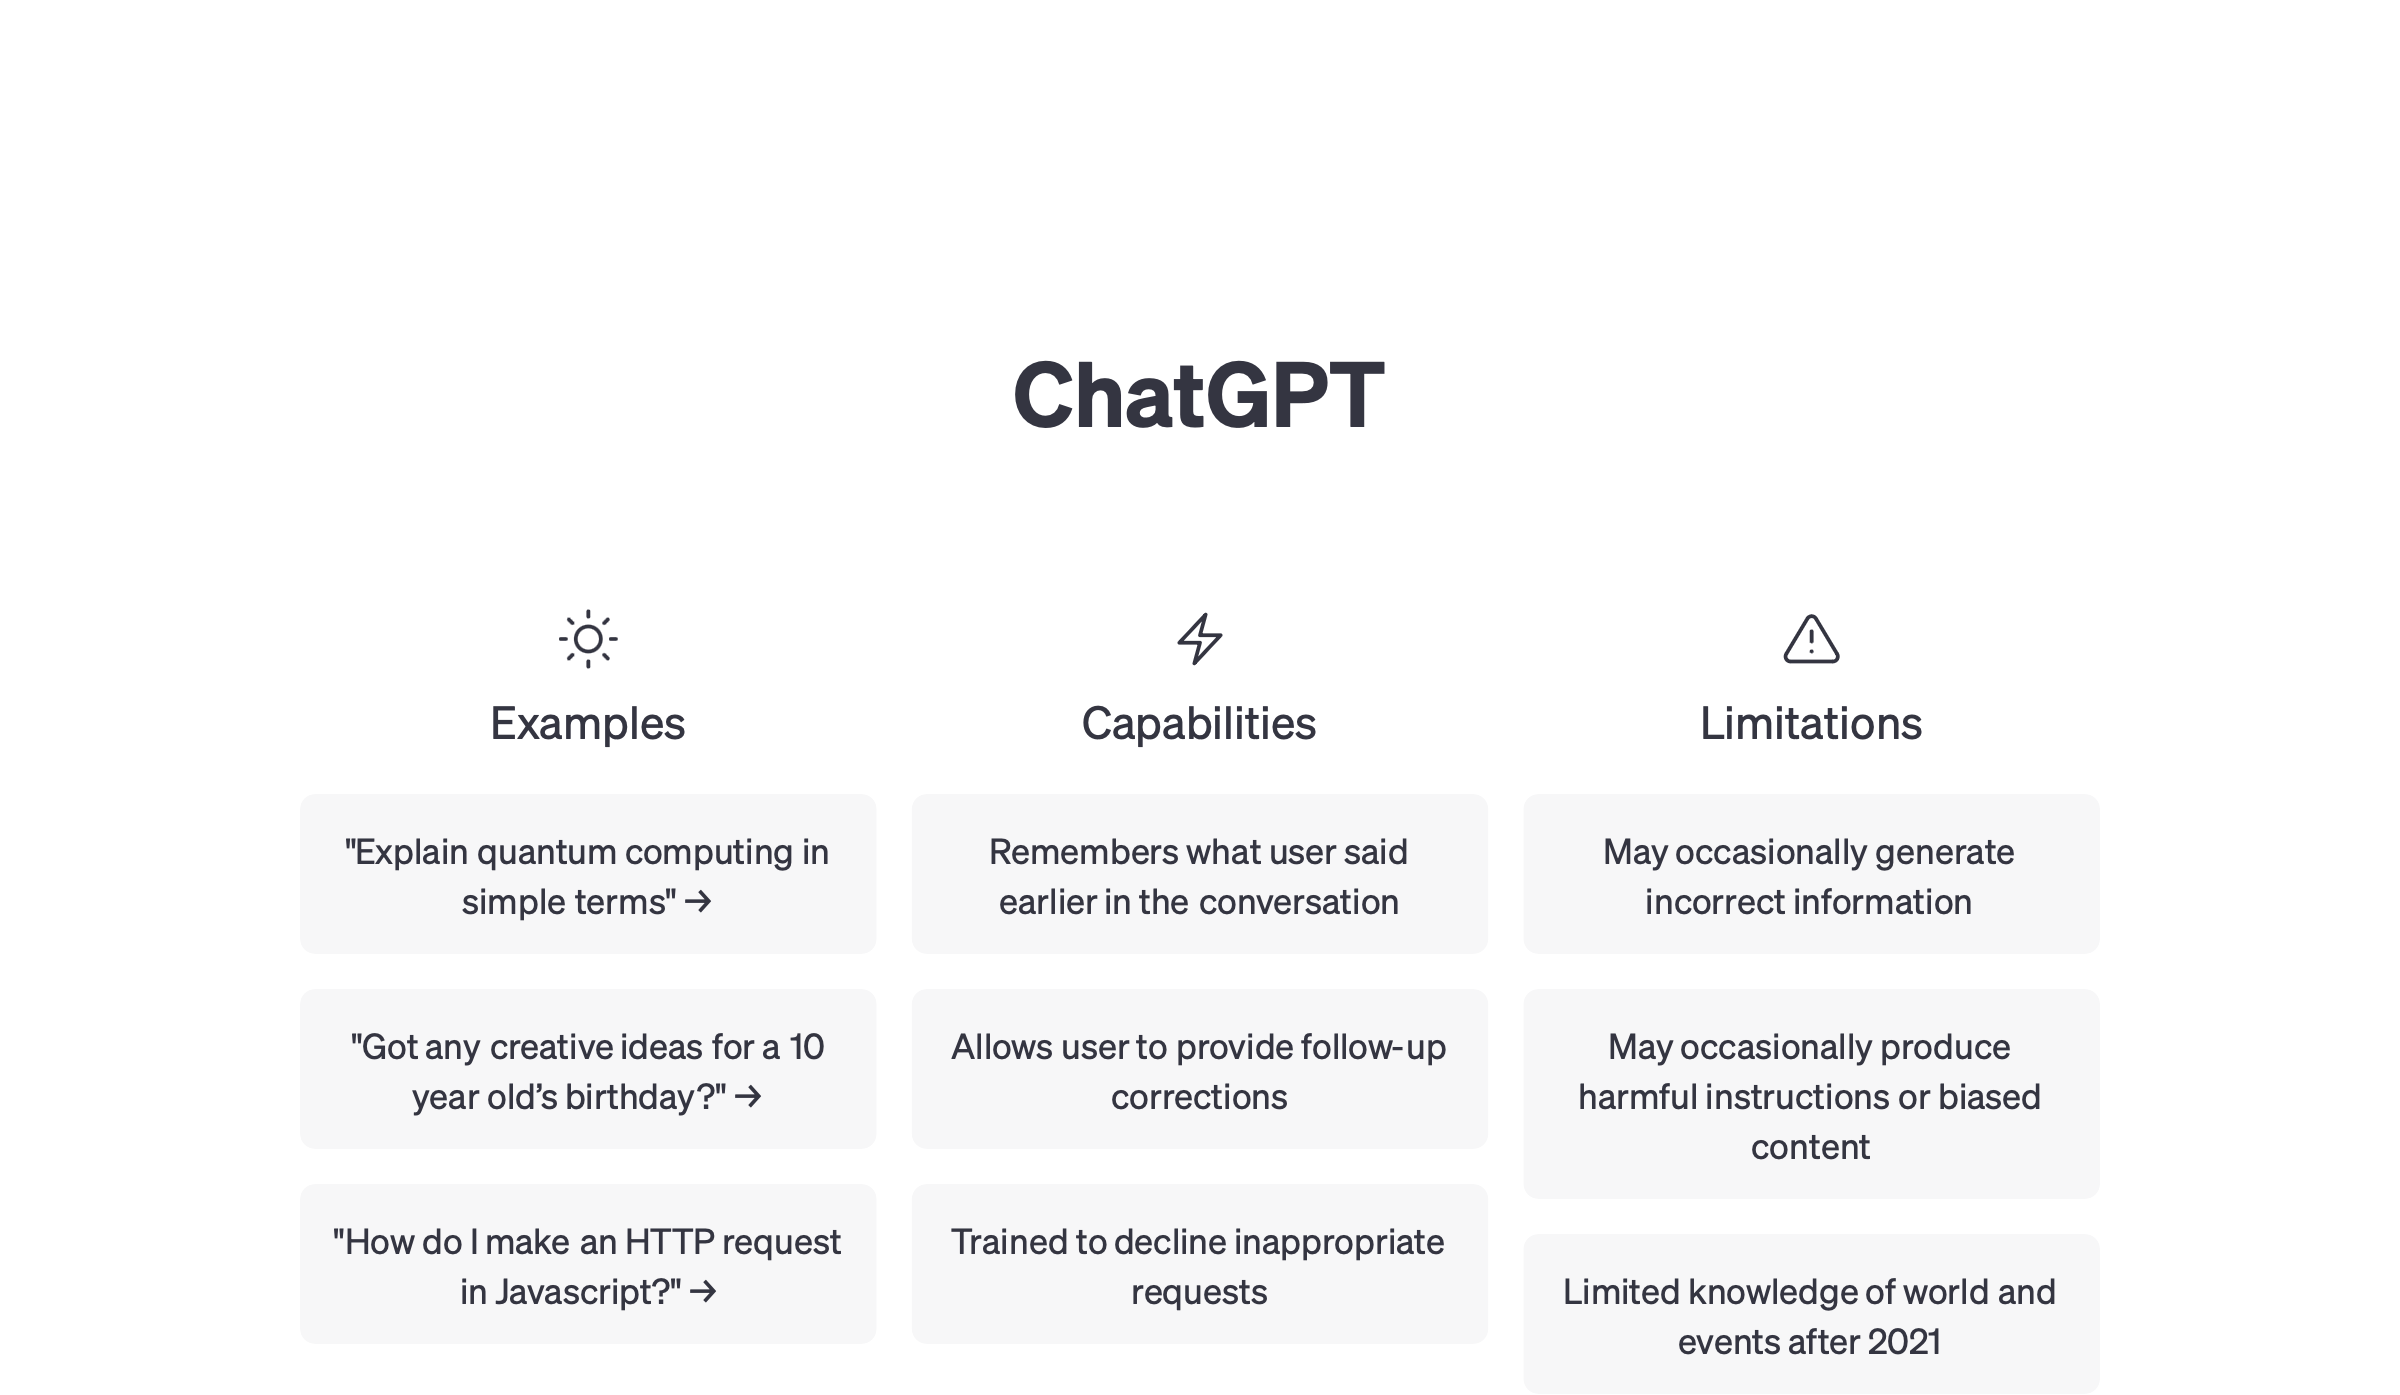 ChatGPT
Examples
"Explain quantum computing in
simple terms" →
"Got any creative ideas for a 10
year old’s birthday?" →
"How do I make an HTTP request
in Javascript?" →
Capabilities
Remembers what user said
earlier in the conversation
Allows user to provide follow-up
corrections
Trained to decline inappropriate
requests
Limitations
May occasionally generate
incorrect information
May occasionally produce
harmful instructions or biased
content
Limited knowledge of world and
events after 2021